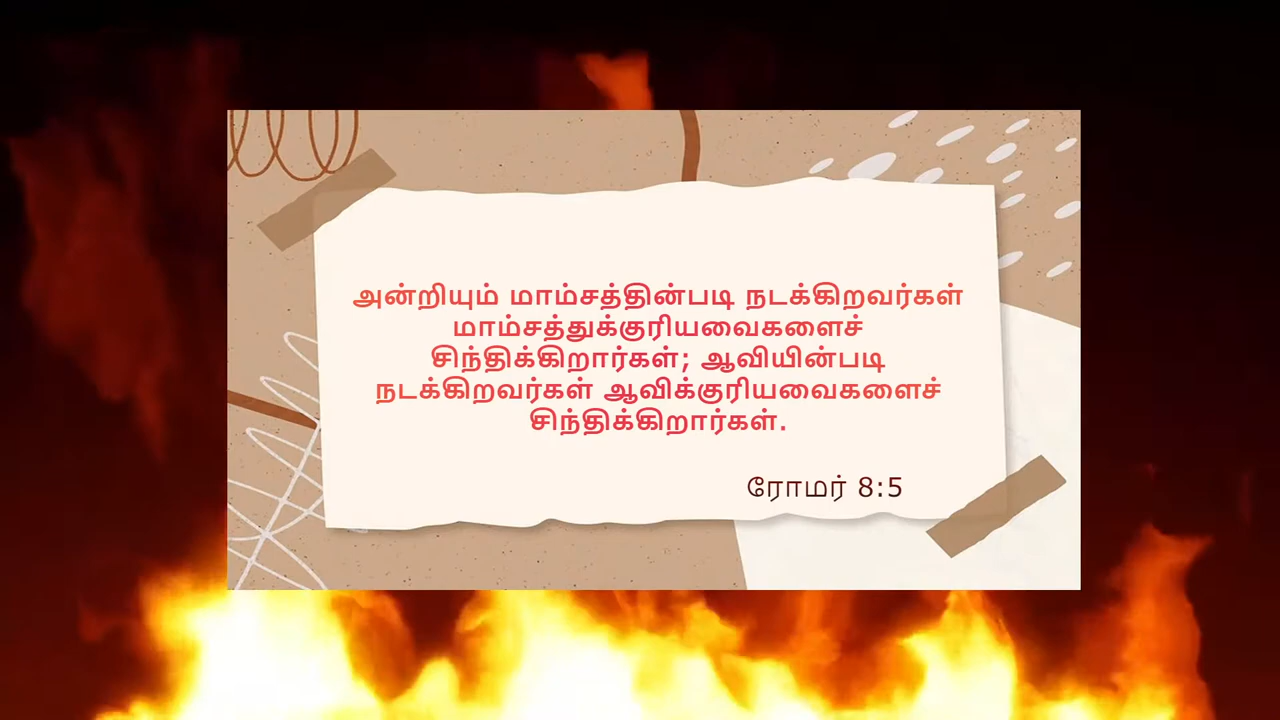 அன்றியும் மாம்சத்தின்படி நடக்கிறவர்கள்
மாம்சத்துக்குரியவைகளைச்
சிந்திக்கிறார்கள்; ஆவியின்படி
நடக்கிறவர்கள் ஆவிக்குரியவைகளைச்
சிந்திக்கிறார்கள்.
ரோமர் 8:5